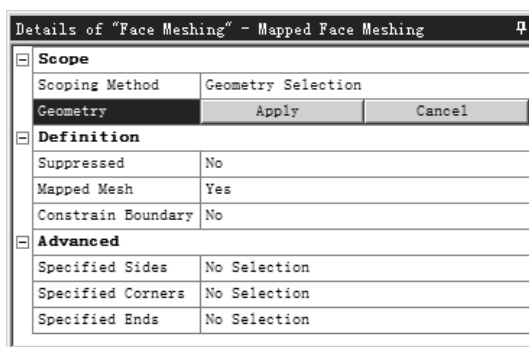 Details of "Face Meshing" - Mapped Face Meshing
Scope
Scoping Method Geometry Selection
Geometry Apply Cancel
Definition
Suppressed No
Mapped Mesh Yes
Constrain Boundary No
Advanced
Specified Sides No Selection
Specified Corners No Selection
Specified Ends No Selection